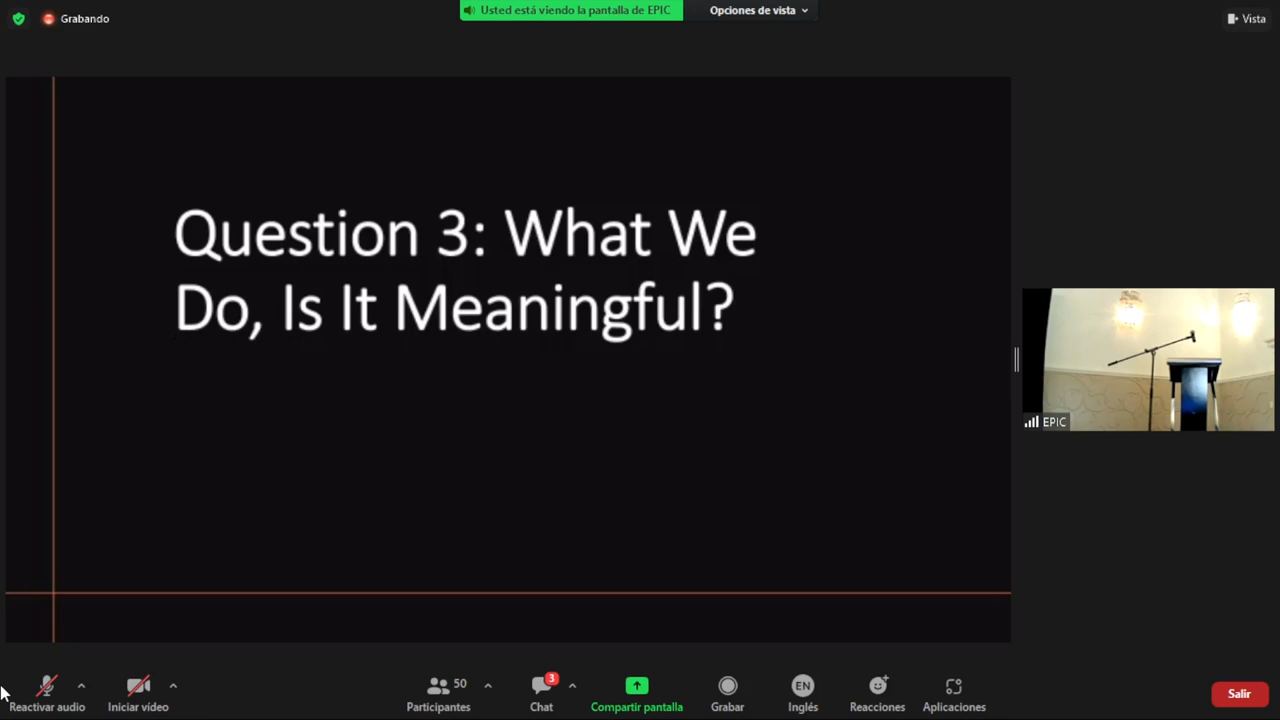 Grabando
Usted está viendo la pantalla de EPIC
Opciones de vista
Vista
Question 3: What We
Do, Is It Meaningful?
EPIC
Reactivar audio
Iniciar vídeo
50
Participantes
3
Chat
Compartir pantalla
Grabar
EN
Inglés
Reacciones
Aplicaciones
Salir